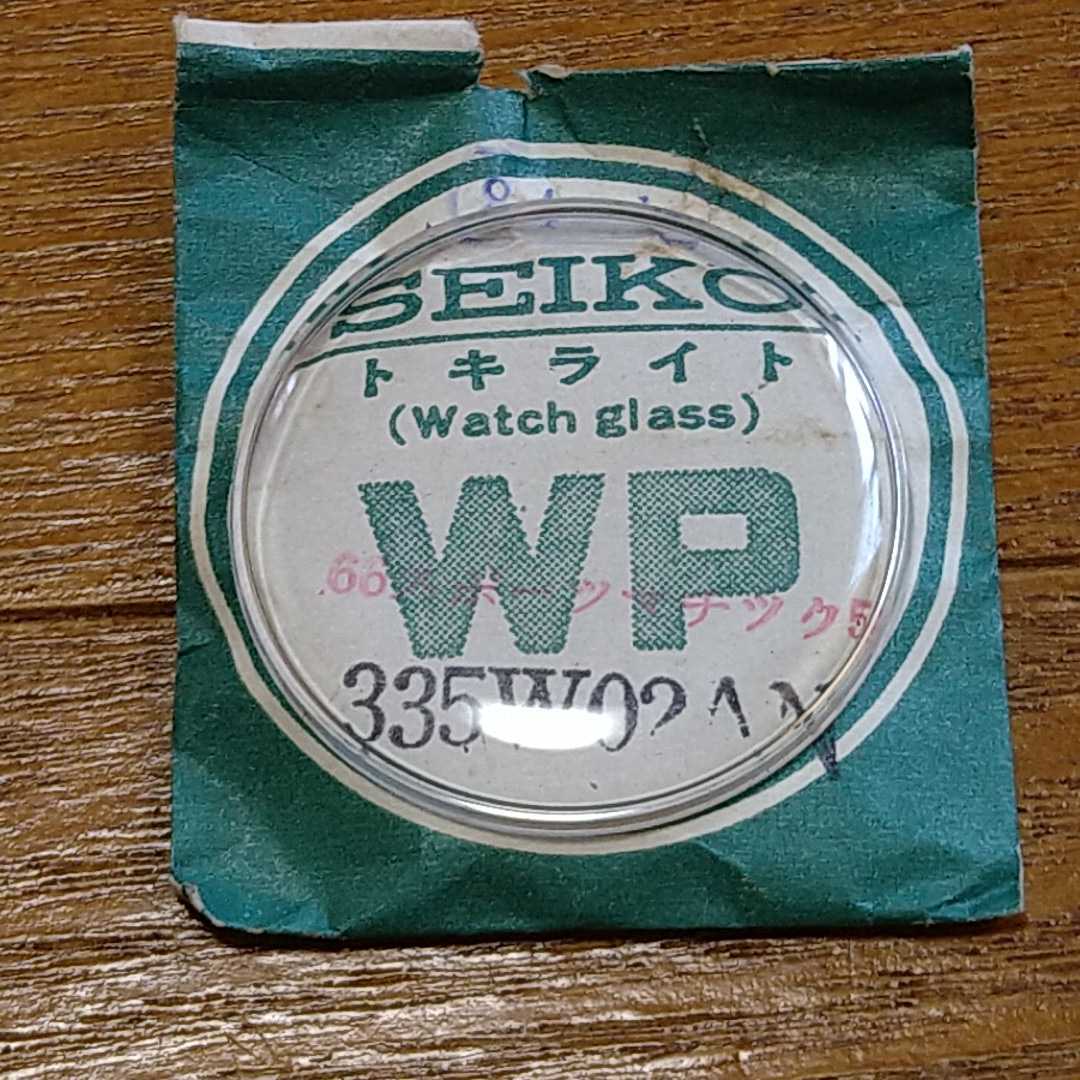 SEIKO
トキライト
(Watch glass)
WP
66スポーツマチック5
335W02AN